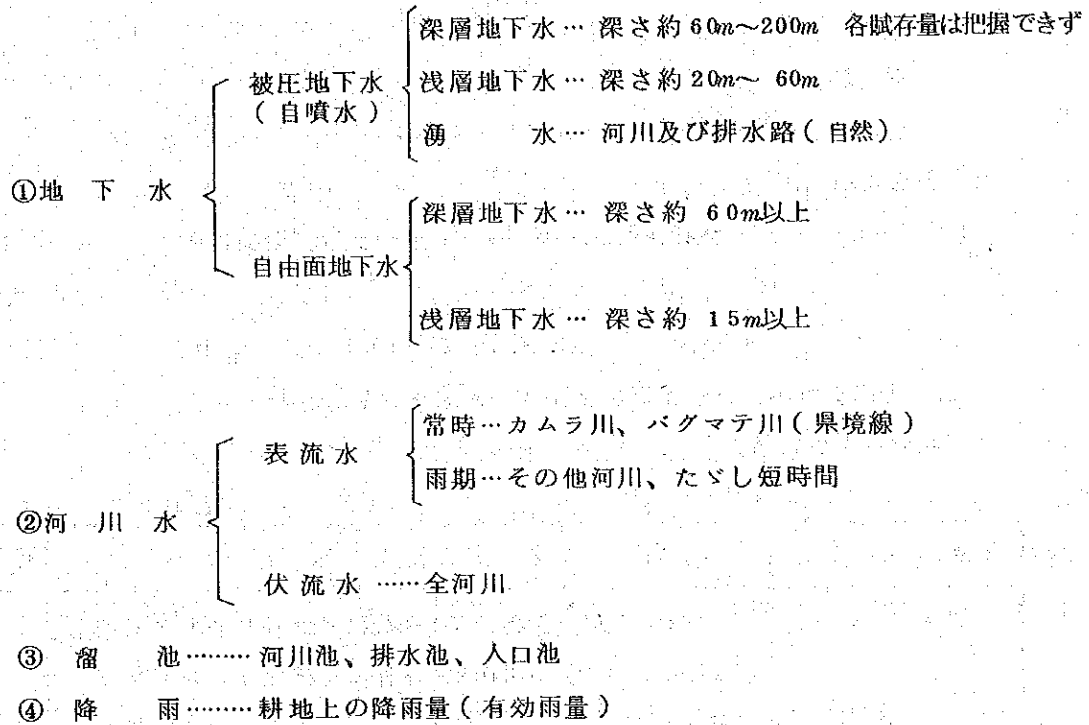 深層地下水… 深さ約60m～200m 各賦存量は把握できず
被圧地下水
浅層地下水… 深さ約20m～ 60m
(自噴水)
湧 水… 河川及び排水路(自然)
①地 下 水
深層地下水… 深さ約 60m以上
自由面地下水
浅層地下水… 深さ約 15m以上
常時…カムラ川、バグマテ川(県境線)
表流水
雨期…その他河川、たゞし短時間
②河 川 水
伏流水……全河川
③ 溜 池………河川池、排水池、人口池
④ 降 雨………耕地上の降雨量(有効雨量)